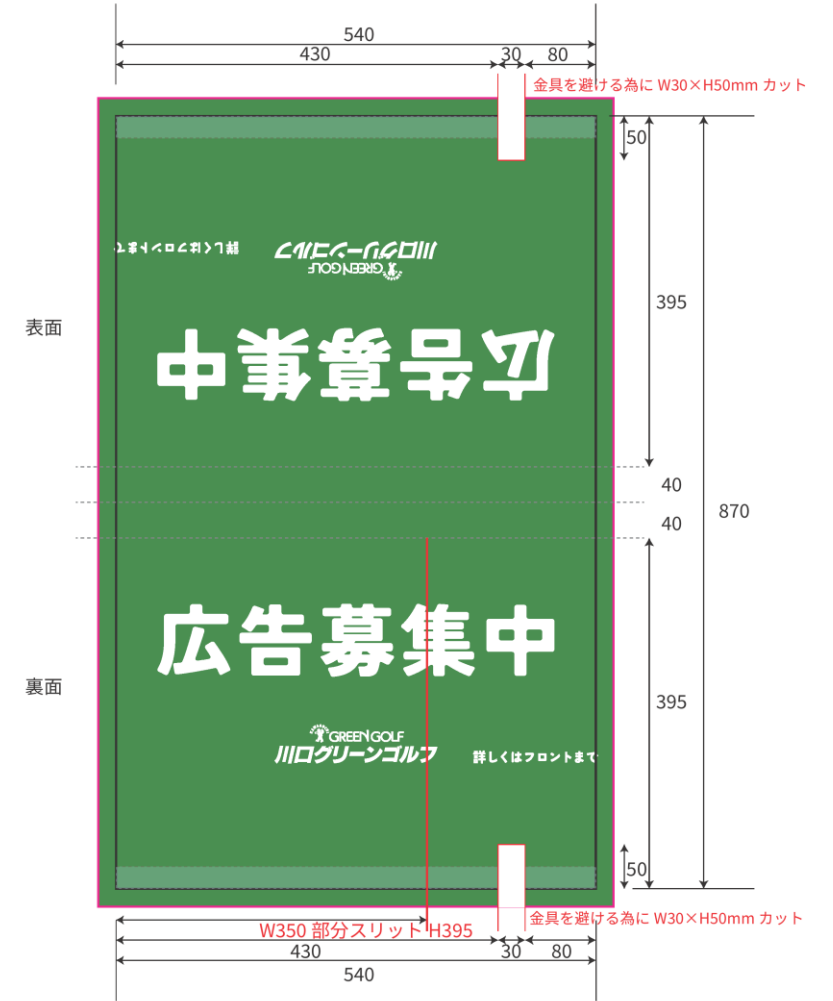 540
430 30 80
金具を避ける為に W30×H50mm カット
50
詳しくはフロントまで
川口グリーンゴルフ
GREEN GOLF
395
表面
広告募集中
40
870
40
広告募集中
裏面
395
GREEN GOLF
川口グリーンゴルフ
詳しくはフロントまで
50
金具を避ける為に W30×H50mm カット
W350 部分スリット H395
430 30 80
540